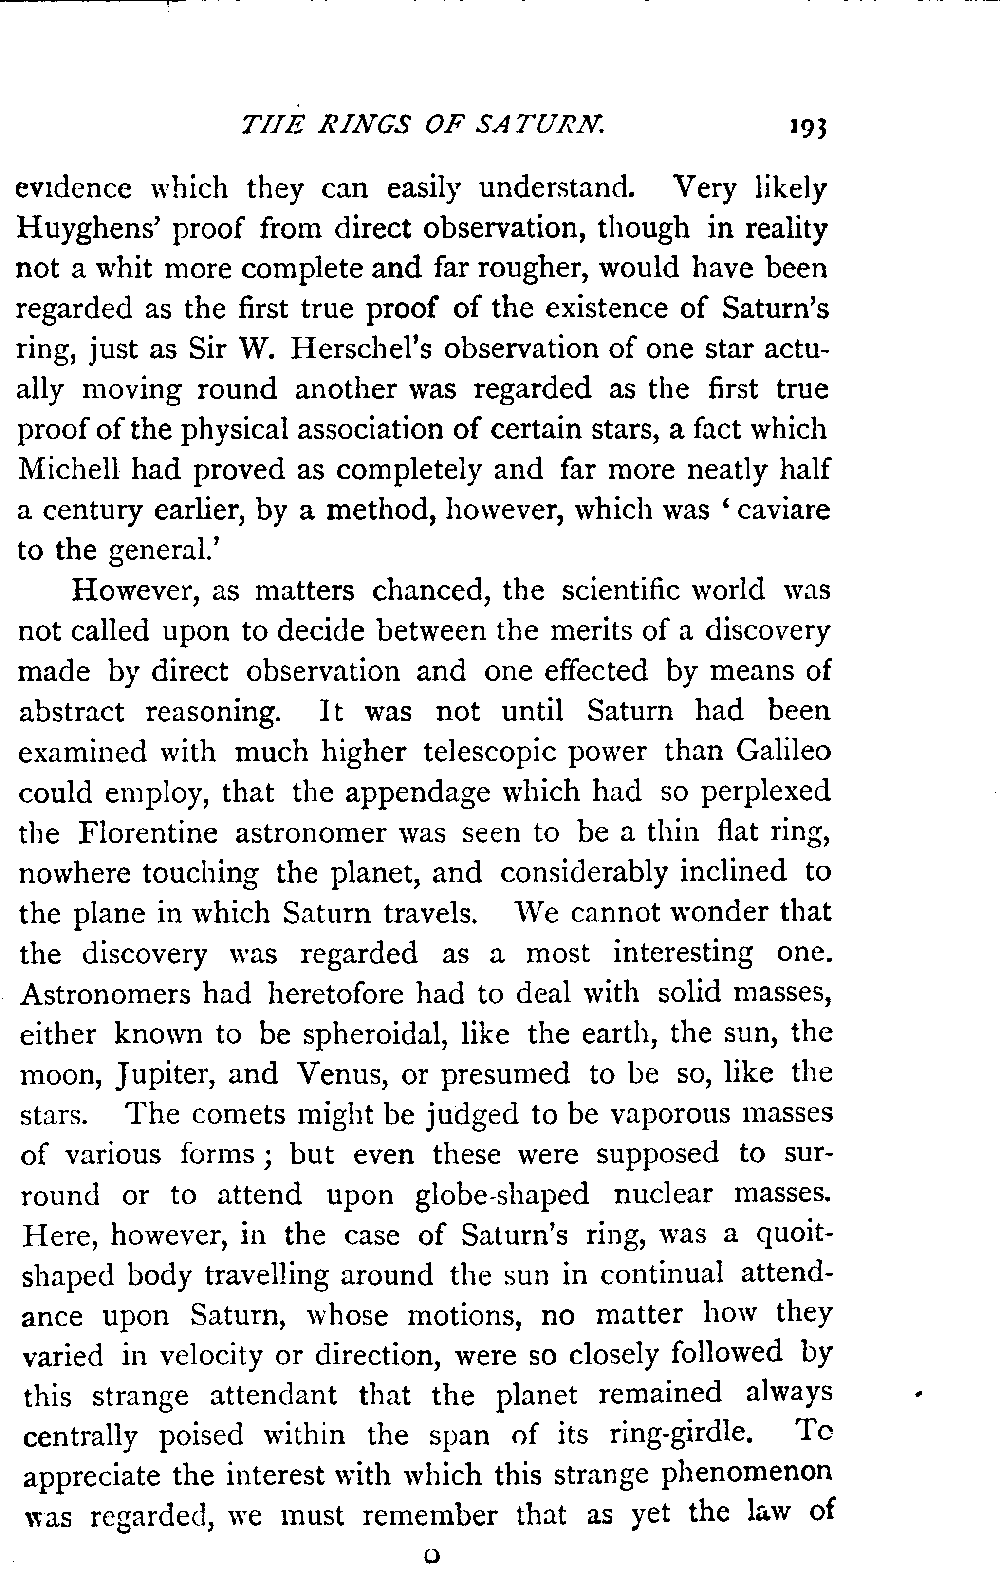 THE RINGS OF SATURN. 193
evidence which they can easily understand. Very likely
Huyghens' proof from direct observation, though in reality
not a whit more complete and far rougher, would have been
regarded as the first true proof of the existence of Saturn's
ring, just as Sir W. Herschel's observation of one star actu-
ally moving round another was regarded as the first true
proof of the physical association of certain stars, a fact which
Michell had proved as completely and far more neatly half
a century earlier, by a method, however, which was ‘ caviare
to the general.’
However, as matters chanced, the scientific world was
not called upon to decide between the merits of a discovery
made by direct observation and one effected by means of
abstract reasoning. It was not until Saturn had been
examined with much higher telescopic power than Galileo
could employ, that the appendage which had so perplexed
the Florentine astronomer was seen to be a thin flat ring,
nowhere touching the planet, and considerably inclined to
the plane in which Saturn travels. We cannot wonder that
the discovery was regarded as a most interesting one.
Astronomers had heretofore had to deal with solid masses,
either known to be spheroidal, like the earth, the sun, the
moon, Jupiter, and Venus, or presumed to be so, like the
stars. The comets might be judged to be vaporous masses
of various forms ; but even these were supposed to sur-
round or to attend upon globe-shaped nuclear masses.
Here, however, in the case of Saturn's ring, was a quoit-
shaped body travelling around the sun in continual attend-
ance upon Saturn, whose motions, no matter how they
varied in velocity or direction, were so closely followed by
this strange attendant that the planet remained always
centrally poised within the span of its ring-girdle. To
appreciate the interest with which this strange phenomenon
was regarded, we must remember that as yet the law of
O